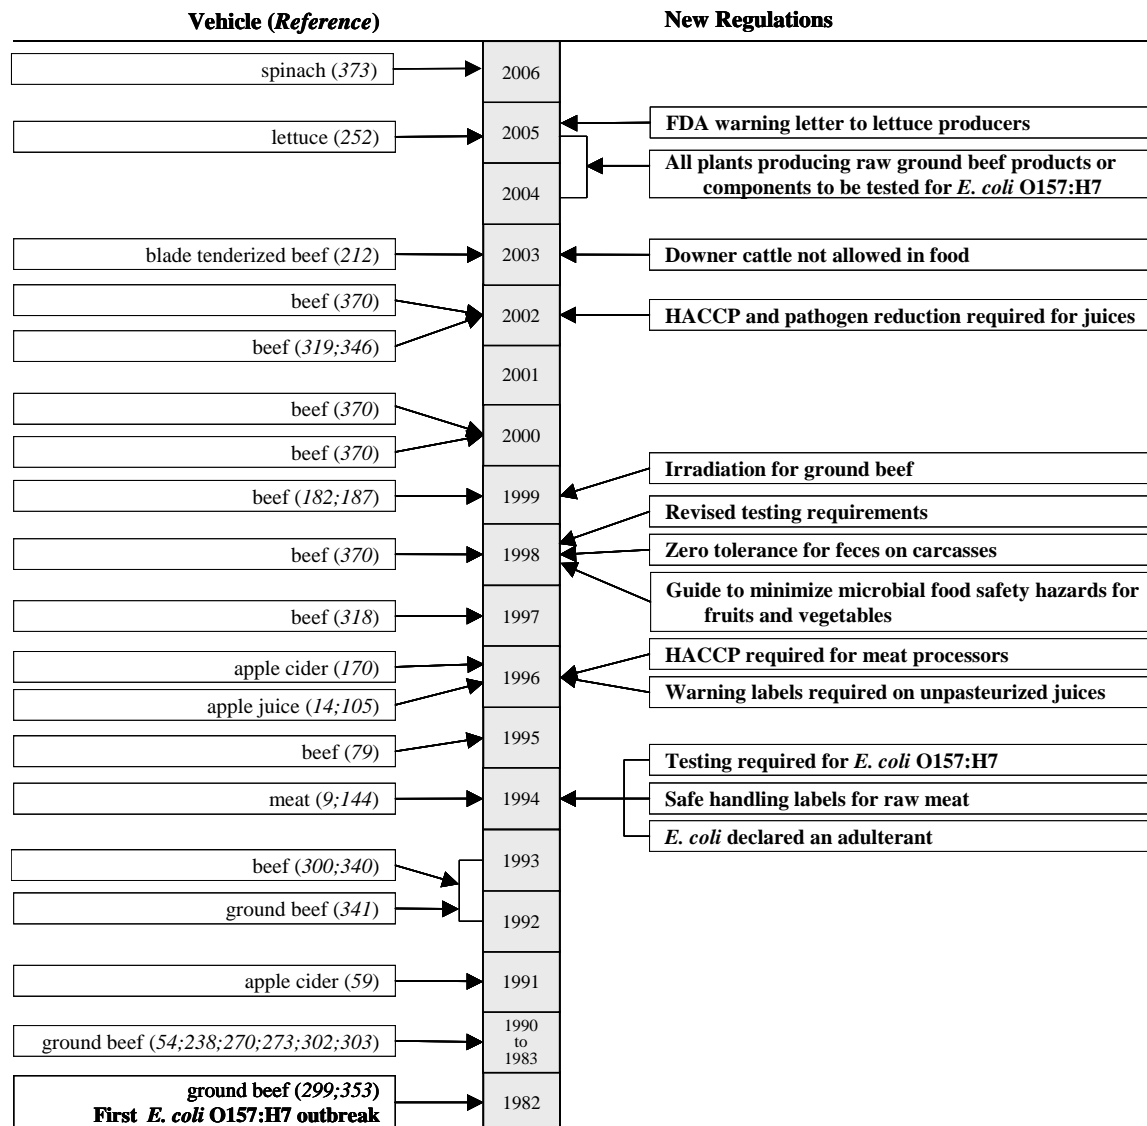 Vehicle (Reference) New Regulations
spinach (373) 2006
FDA warning letter to lettuce producers
lettuce (252) 2005
All plants producing raw ground beef products or
components to be tested for E. coli O157:H7
2004
blade tenderized beef (212) 2003 Downer cattle not allowed in food
beef (370)
2002 HACCP and pathogen reduction required for juices
beef (319;346)
2001
beef (370)
2000
beef (370)
Irradiation for ground beef
beef (182;187) 1999
Revised testing requirements
beef (370) 1998 Zero tolerance for feces on carcasses
Guide to minimize microbial food safety hazards for
fruits and vegetables
beef (318) 1997
HACCP required for meat processors
apple cider (170)
1996
Warning labels required on unpasteurized juices
apple juice (14;105)
beef (79) 1995
Testing required for E. coli O157:H7
meat (9;144) 1994 Safe handling labels for raw meat
E. coli declared an adulterant
beef (300;340) 1993
ground beef (341) 1992
apple cider (59) 1991
ground beef (54;238;270;273;302;303) 1990
to
1983
ground beef (299;353)
First E. coli O157:H7 outbreak 1982